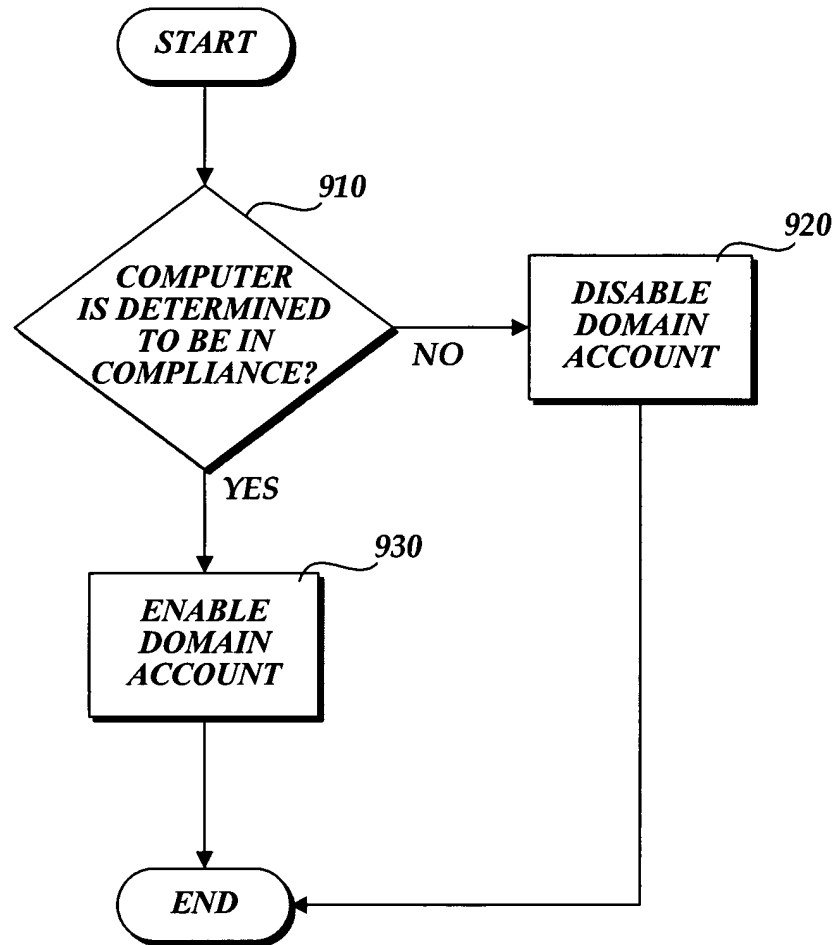 START
910
COMPUTER
IS DETERMINED
TO BE IN
COMPLIANCE?
NO
920
DISABLE
DOMAIN
ACCOUNT
YES
930
ENABLE
DOMAIN
ACCOUNT
END